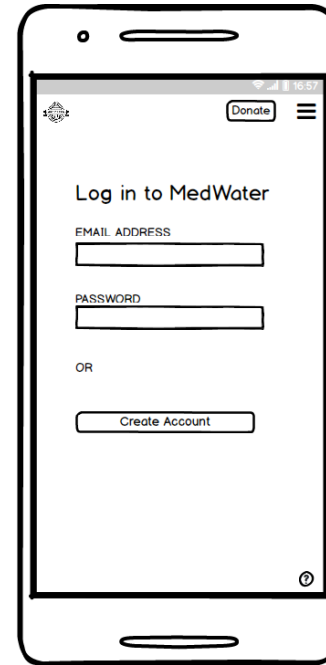 16:57
Donate
Log in to MedWater
EMAIL ADDRESS
PASSWORD
OR
Create Account
?